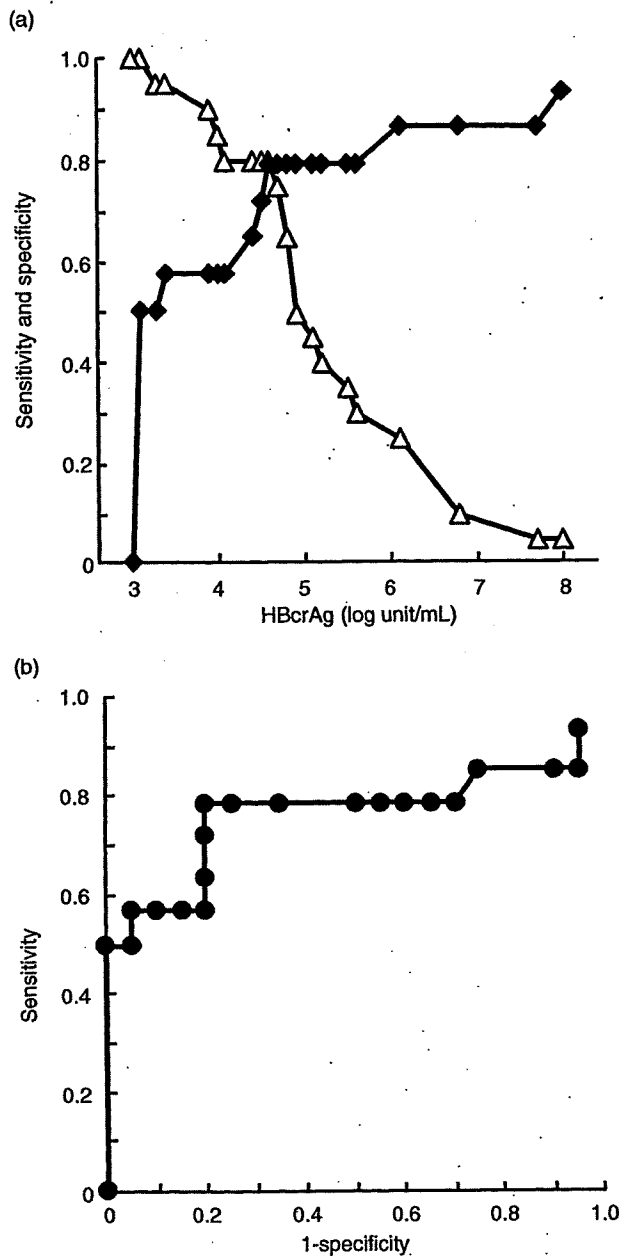 (a)
1.0
0.8
0.6
0.4
0.2
0
Sensitivity and specificity
3 4 5 6 7 8
HBcrAg (log unit/mL)
(b)
1.0
0.8
0.6
0.4
0.2
0
Sensitivity
0 0.2 0.4 0.6 0.8 1.0
1-specificity